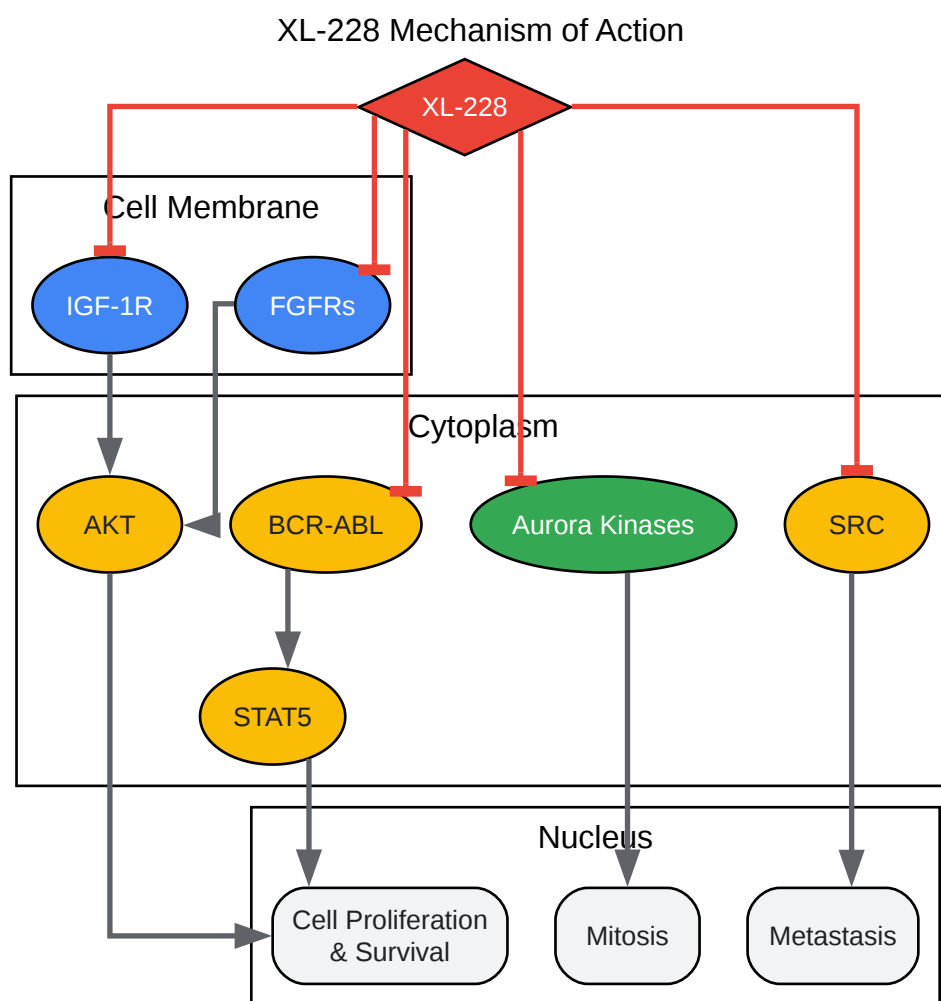 XL-228 Mechanism of Action
XL-228
Cell Membrane
IGF-1R
FGFRs
Cytoplasm
AKT
BCR-ABL
Aurora Kinases
SRC
STAT5
Nucleus
Cell Proliferation
& Survival
Mitosis
Metastasis